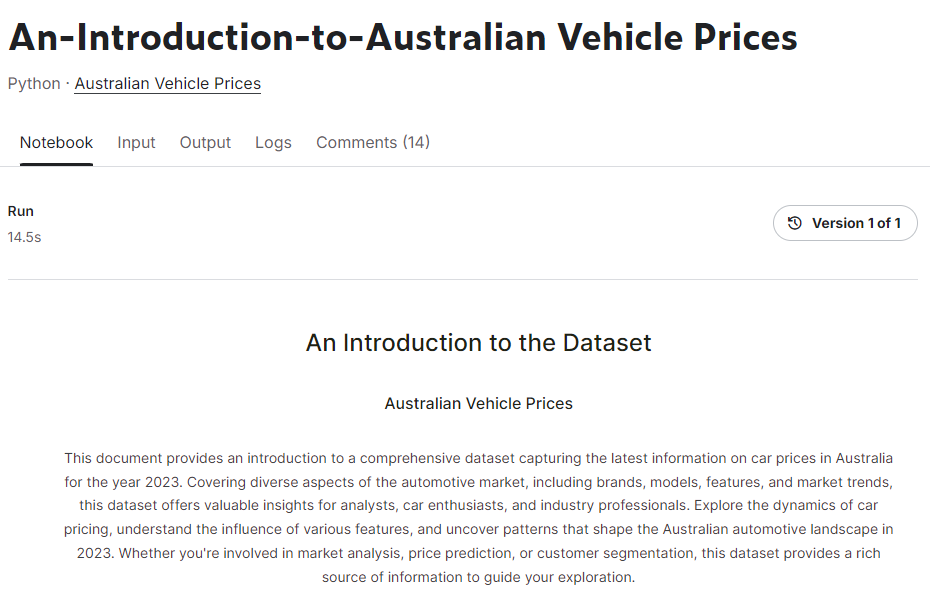 An-Introduction-to-Australian Vehicle Prices
Python · Australian Vehicle Prices
Notebook Input Output Logs Comments (14)
Run
14.5s
Version 1 of 1
An Introduction to the Dataset
Australian Vehicle Prices
This document provides an introduction to a comprehensive dataset capturing the latest information on car prices in Australia
for the year 2023. Covering diverse aspects of the automotive market, including brands, models, features, and market trends,
this dataset offers valuable insights for analysts, car enthusiasts, and industry professionals. Explore the dynamics of car
pricing, understand the influence of various features, and uncover patterns that shape the Australian automotive landscape in
2023. Whether you're involved in market analysis, price prediction, or customer segmentation, this dataset provides a rich
source of information to guide your exploration.